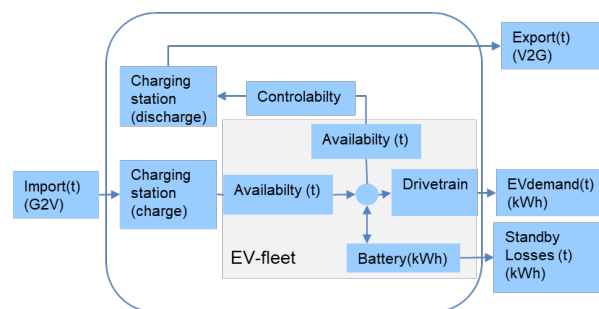 Export(t)
(V2G)
Charging
station
(discharge)
Controlabilty
Availabilty (t)
Import(t)
(G2V)
Charging
station
(charge)
Availabilty (t)
Drivetrain
EVdemand(t)
(kWh)
EV-fleet
Battery(kWh)
Standby
Losses (t)
(kWh)